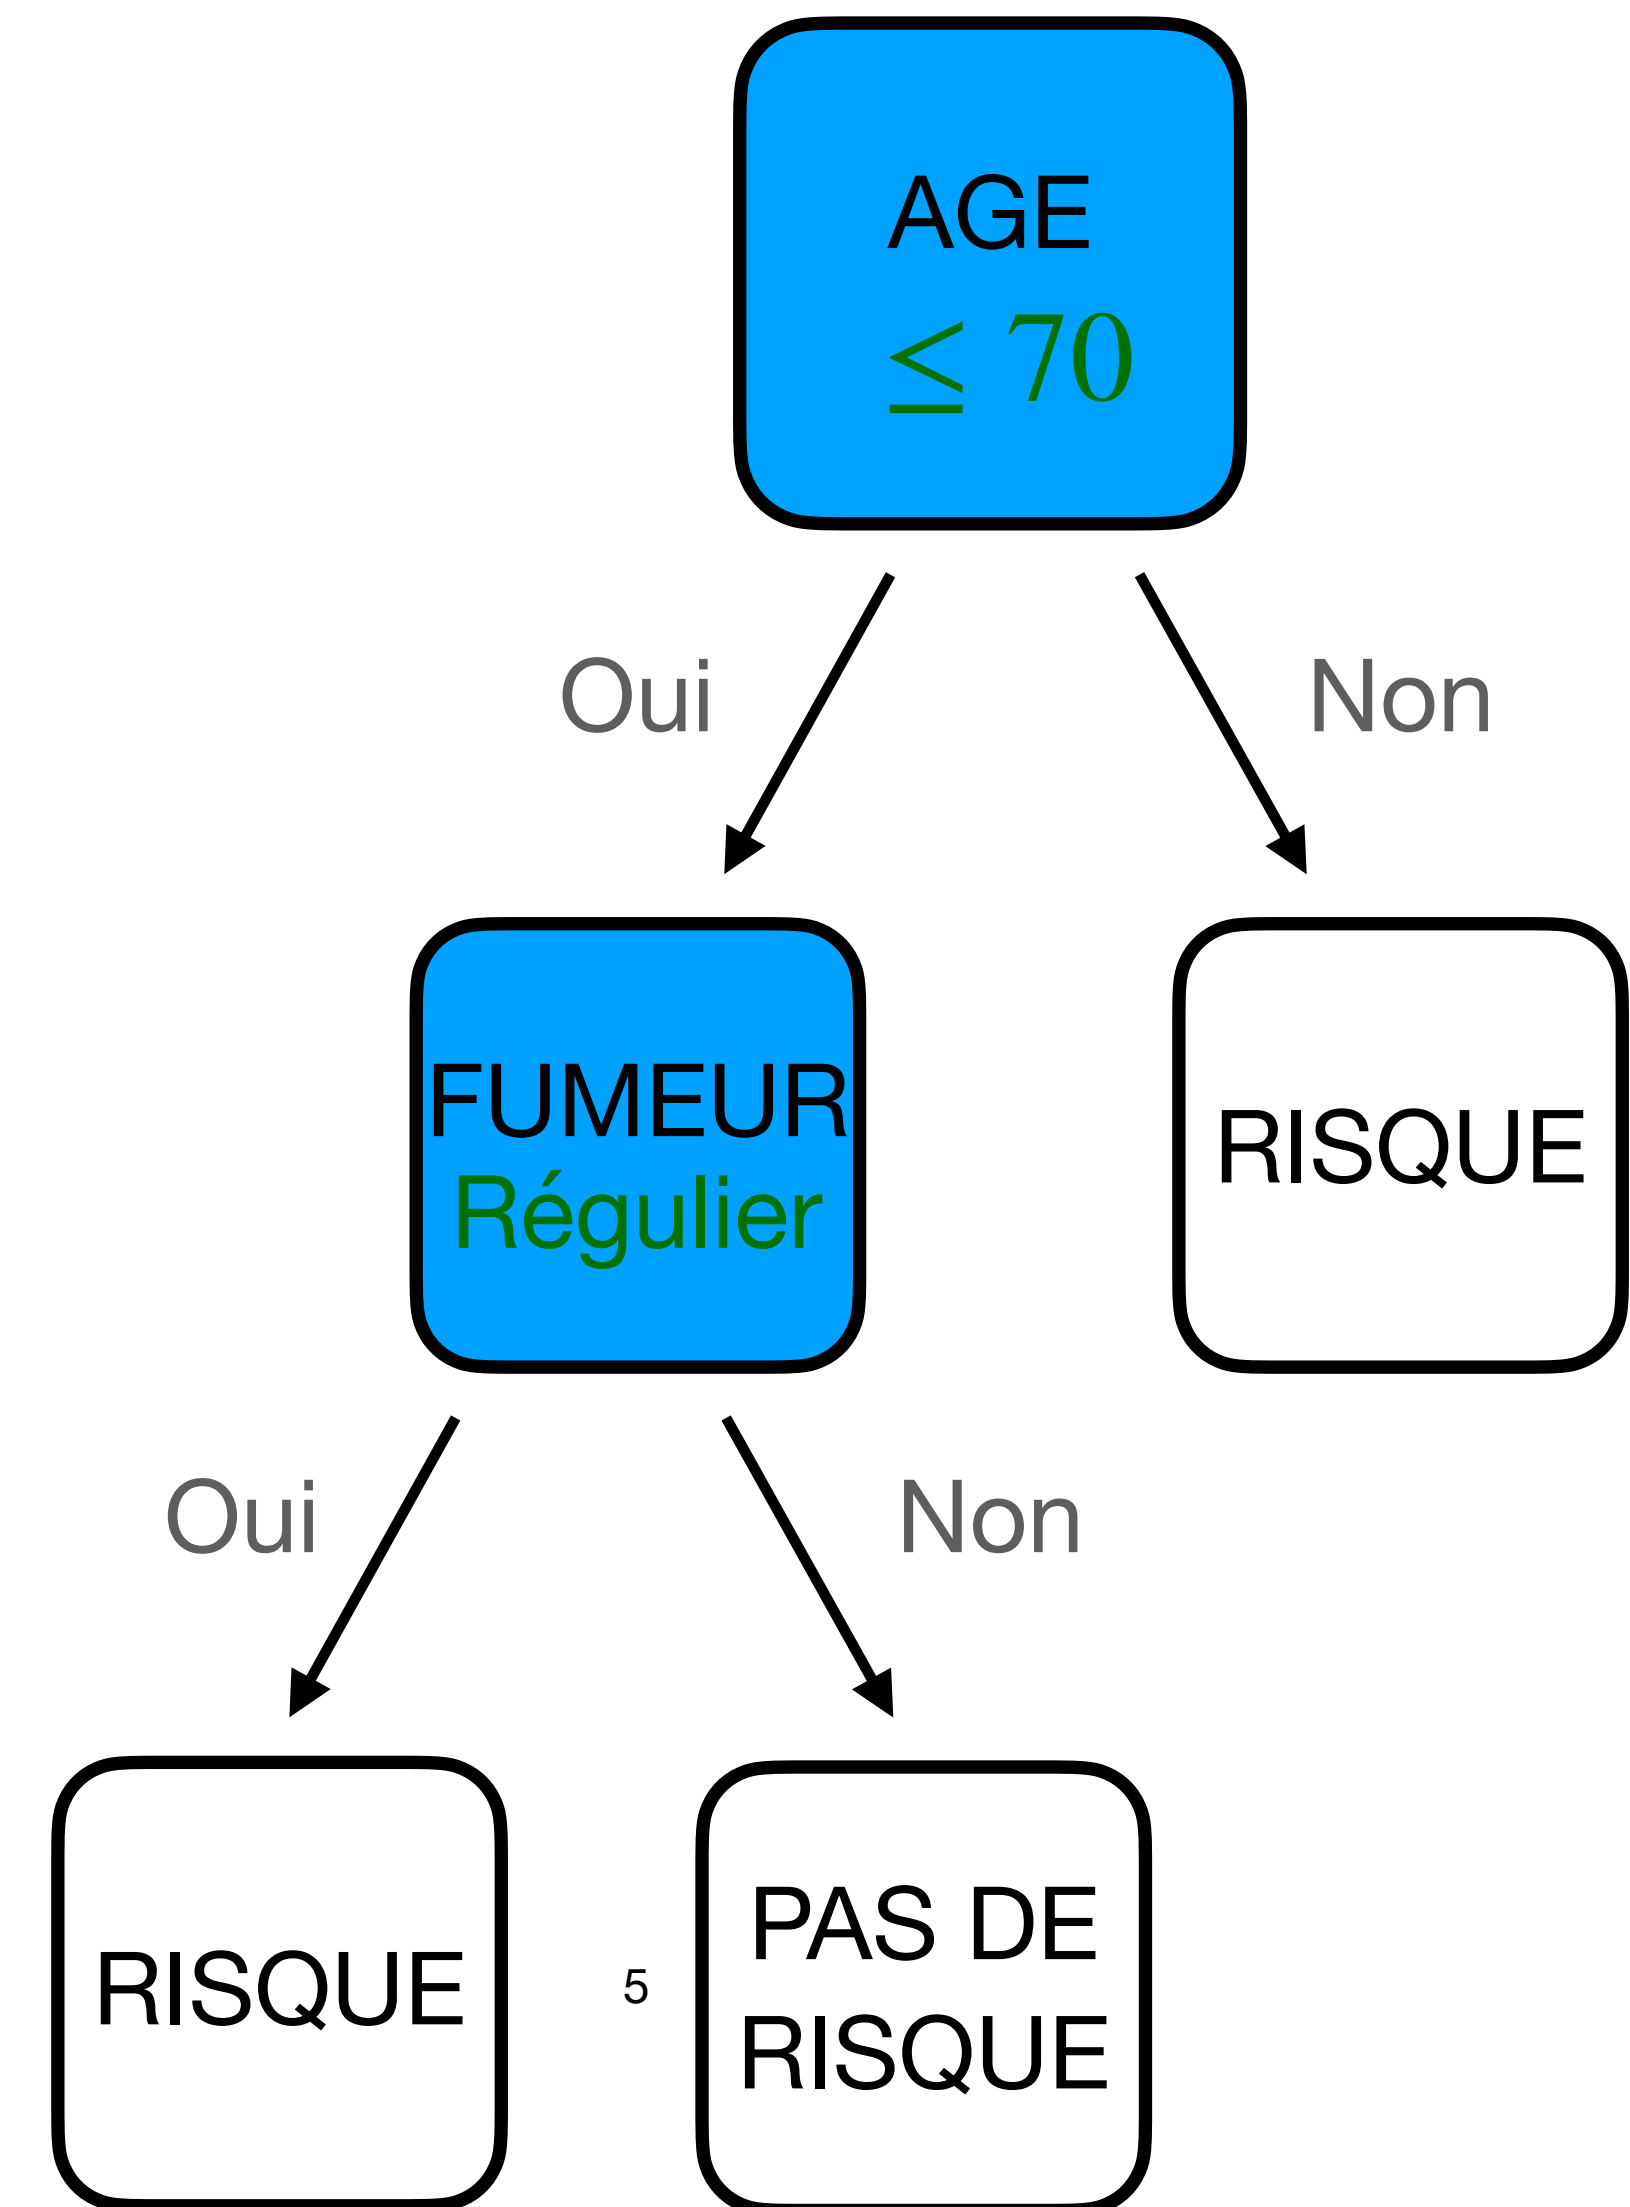 AGE
≤ 70
Oui
Non
FUMEUR
Régulier
RISQUE
Oui
Non
RISQUE
5
PAS DE
RISQUE